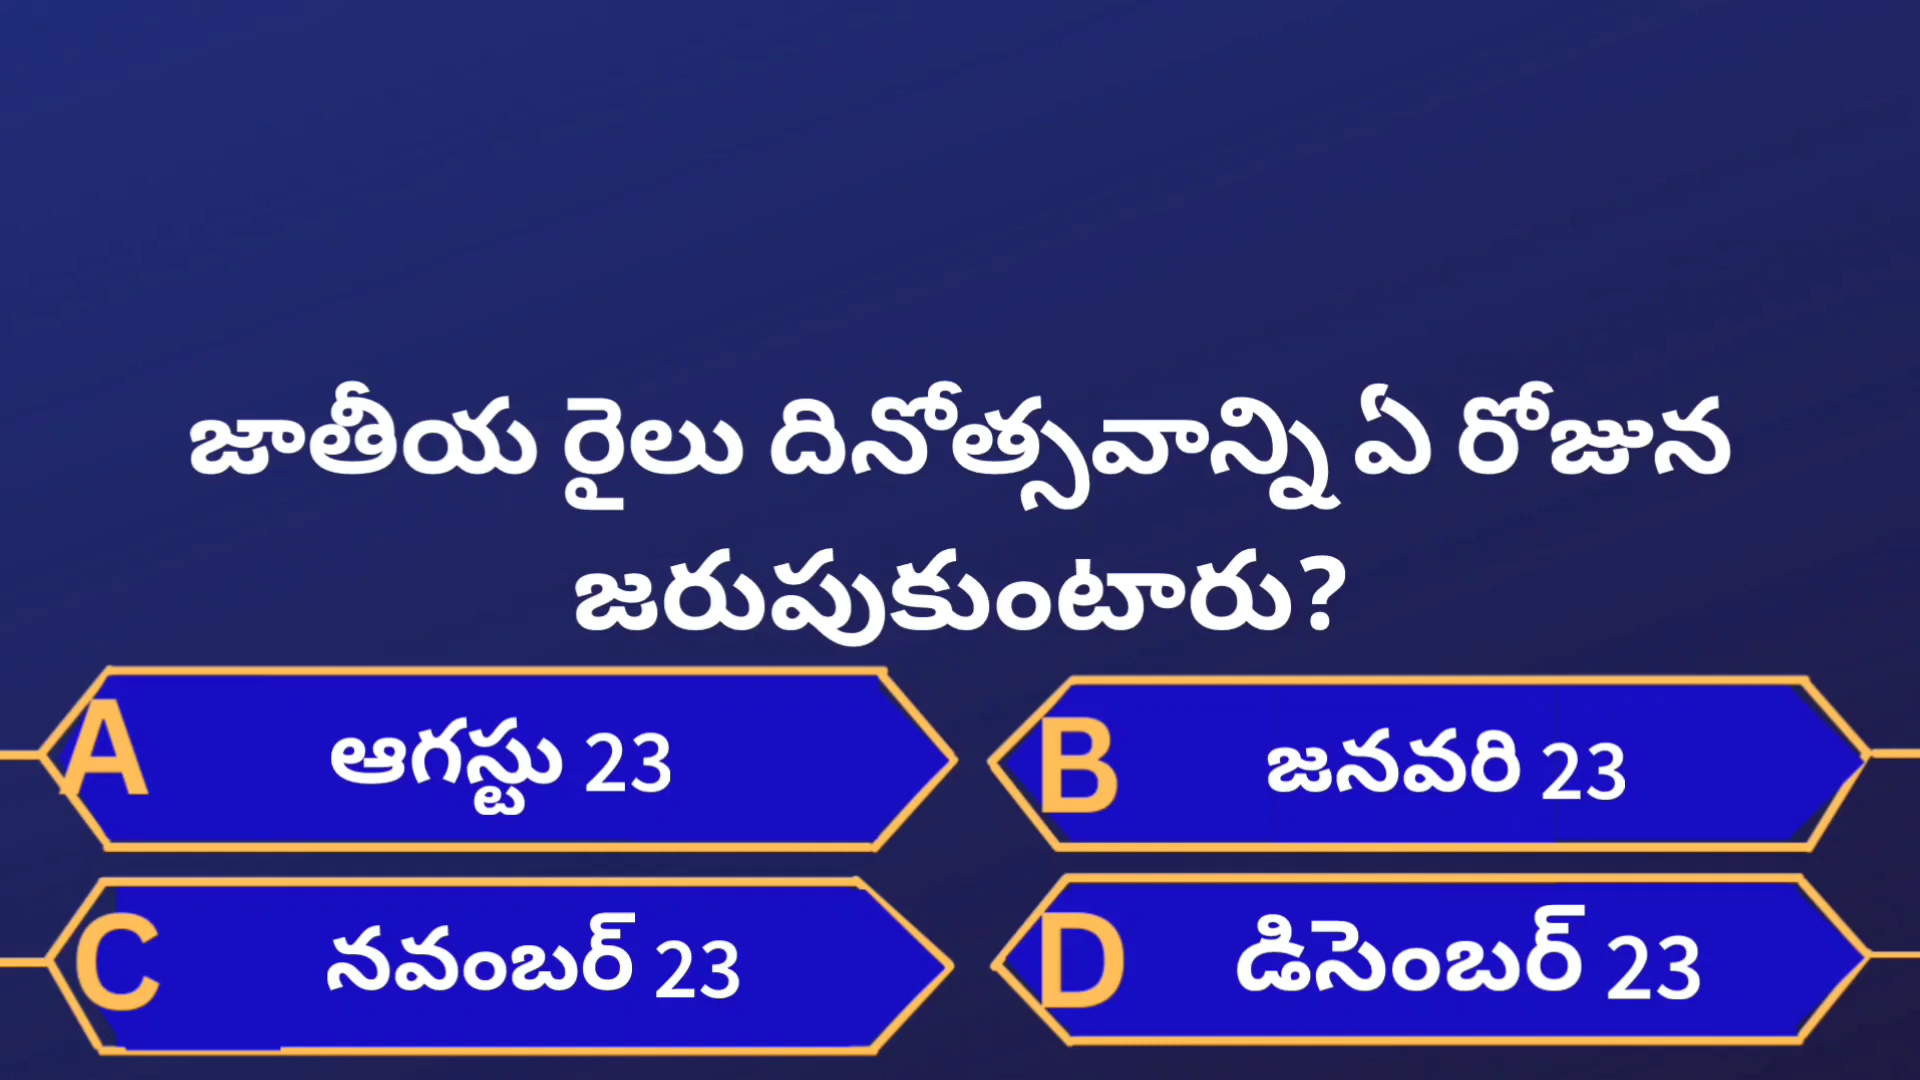 జాతీయ రైలు దినోత్సవాన్ని ఏ రోజున
జరుపుకుంటారు?
A ఆగస్టు 23
B జనవరి 23
C నవంబర్ 23
D డిసెంబర్ 23